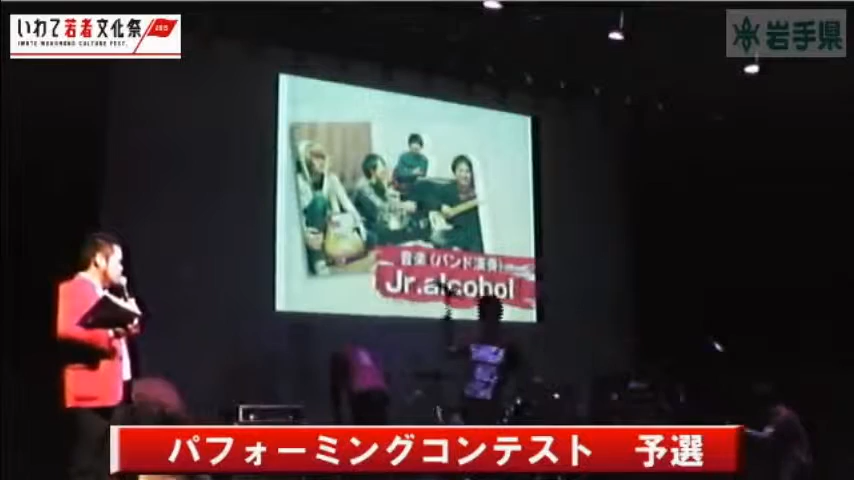 いわて若者文化祭
IWATE WAKAMONO CULTURE FEST.
岩手県
音楽(バンド演奏)
Jr.alcohol
パフォーミングコンテスト 予選